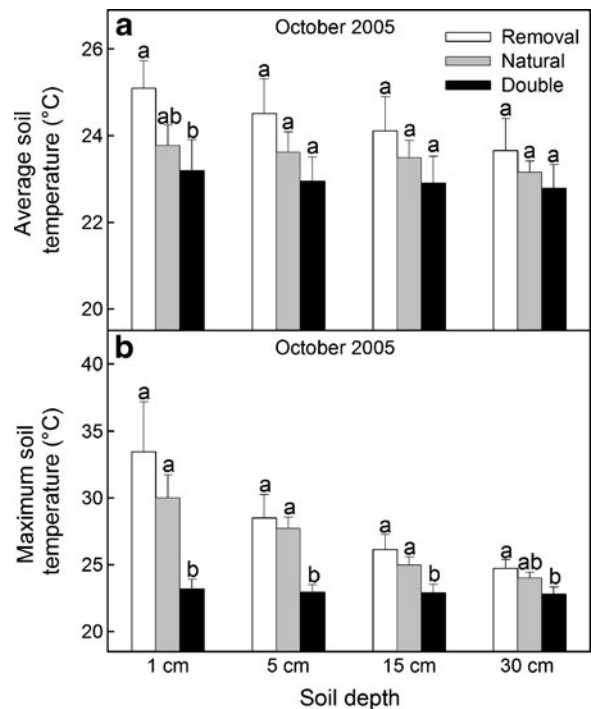 a
October 2005
Removal
Natural
Double
Average soil
temperature (°C)
26
24
22
20
a
ab
b
a
a
a
a
a
a
a
a
a
b
October 2005
Maximum soil
temperature (°C)
40
35
30
25
20
a
a
b
a
a
b
a
a
b
a
ab
b
1 cm
5 cm
15 cm
30 cm
Soil depth